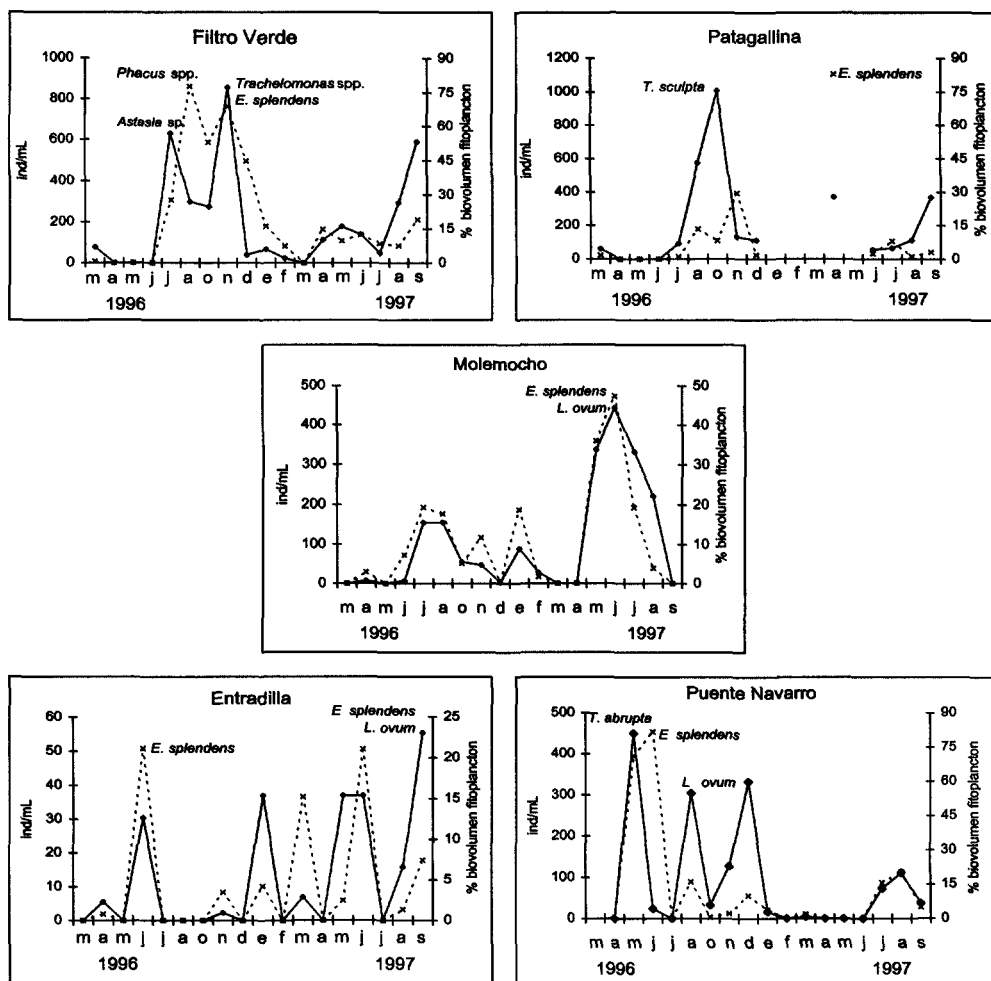 Filtro Verde
1000
800
600
400
200
0
ind/mL
90
75
60
45
30
15
0
% biovolumen fitoplancton
Phacus spp.
Trachelomonas spp.
E. splendens
Astasia sp.
m a m j j a o n d e f m a m j j a s
1996 1997
Patagallina
1200
1000
800
600
400
200
0
ind/mL
90
75
60
45
30
15
0
% biovolumen fitoplancton
E. splendens
T. sculpta
m a m j j a o n d e f m a m j j a s
1996 1997
Molemocho
500
400
300
200
100
0
ind/mL
50
40
30
20
10
0
% biovolumen fitoplancton
E. splendens
L. ovum
m a m j j a o n d e f m a m j j a s
1996 1997
Entradilla
60
50
40
30
20
10
0
ind/mL
25
20
15
10
5
0
% biovolumen fitoplancton
E. splendens
E splendens
L. ovum
m a m j j a o n d e f m a m j j a s
1996 1997
Puente Navarro
500
400
300
200
100
0
ind/mL
90
75
60
45
30
15
0
% biovolumen fitoplancton
T. abrupta
E. splendens
L. ovum
m a m j j a o n d e f m a m j j a s
1996 1997